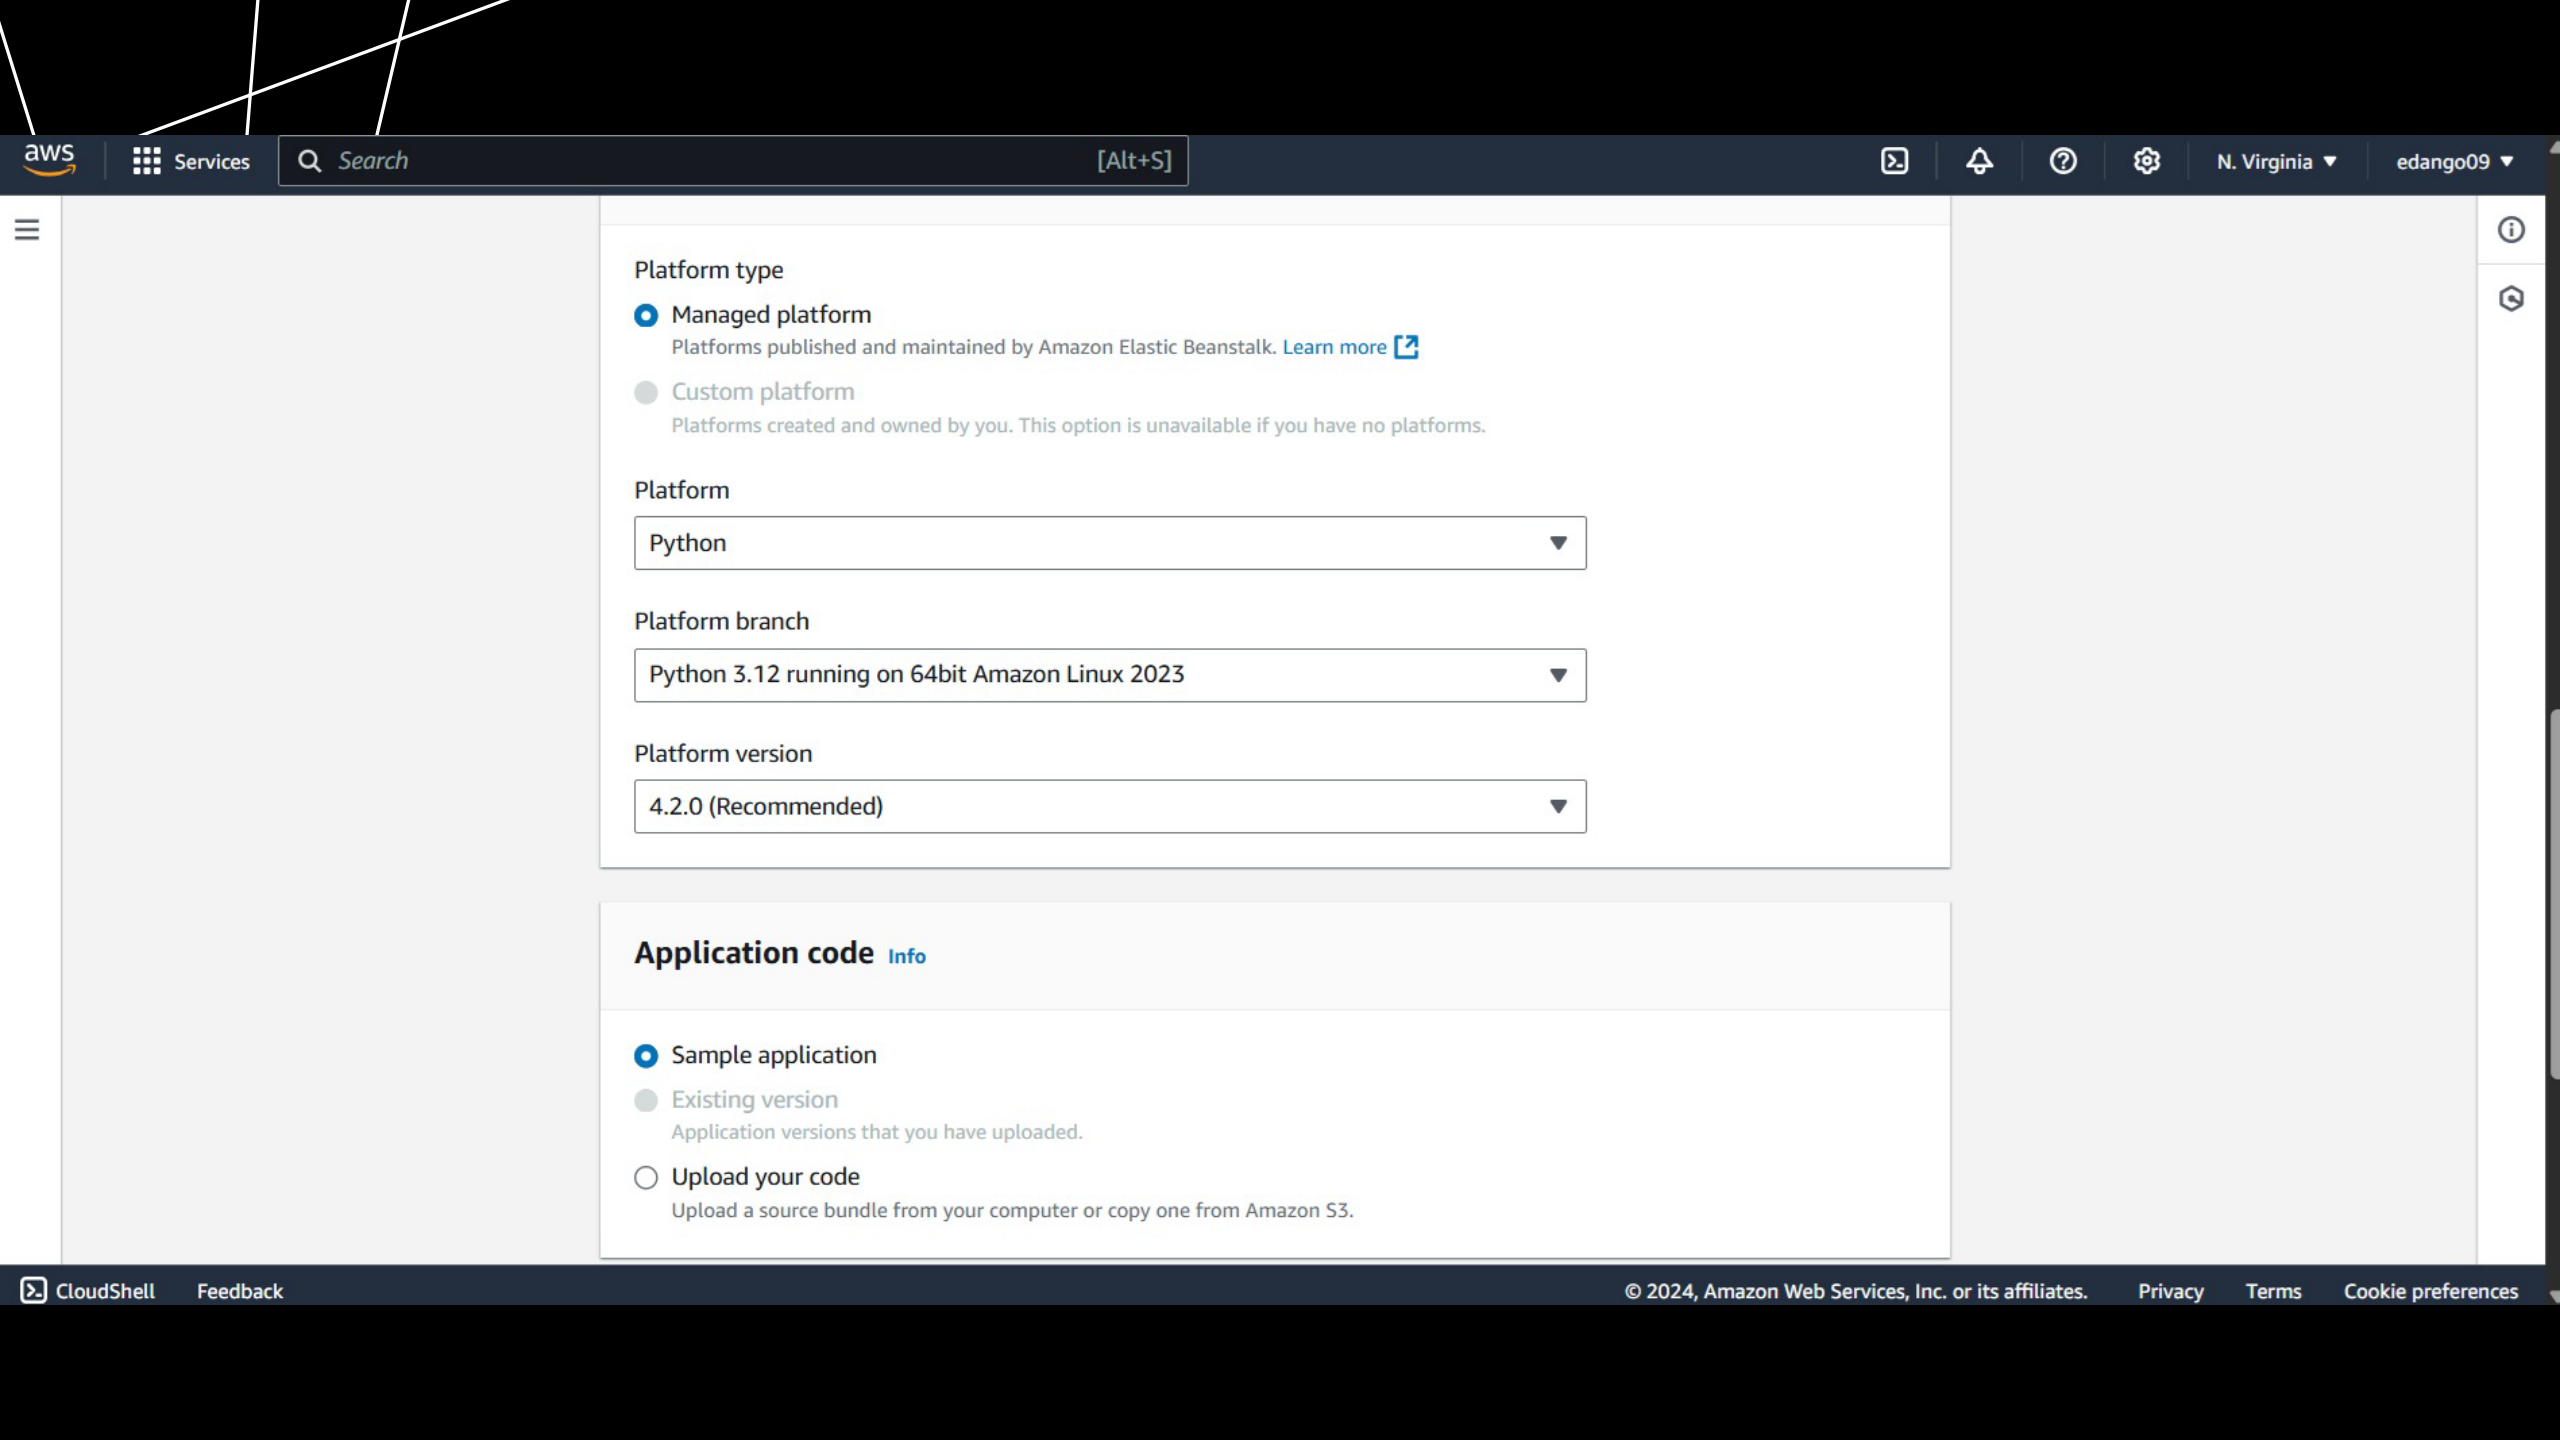 aws
Services
Search
[Alt+S]
N. Virginia
edango09
Platform type
Managed platform
Platforms published and maintained by Amazon Elastic Beanstalk. Learn more
Custom platform
Platforms created and owned by you. This option is unavailable if you have no platforms.
Platform
Python
Platform branch
Python 3.12 running on 64bit Amazon Linux 2023
Platform version
4.2.0 (Recommended)
Application code Info
Sample application
Existing version
Application versions that you have uploaded.
Upload your code
Upload a source bundle from your computer or copy one from Amazon S3.
CloudShell
Feedback
© 2024, Amazon Web Services, Inc. or its affiliates.
Privacy
Terms
Cookie preferences